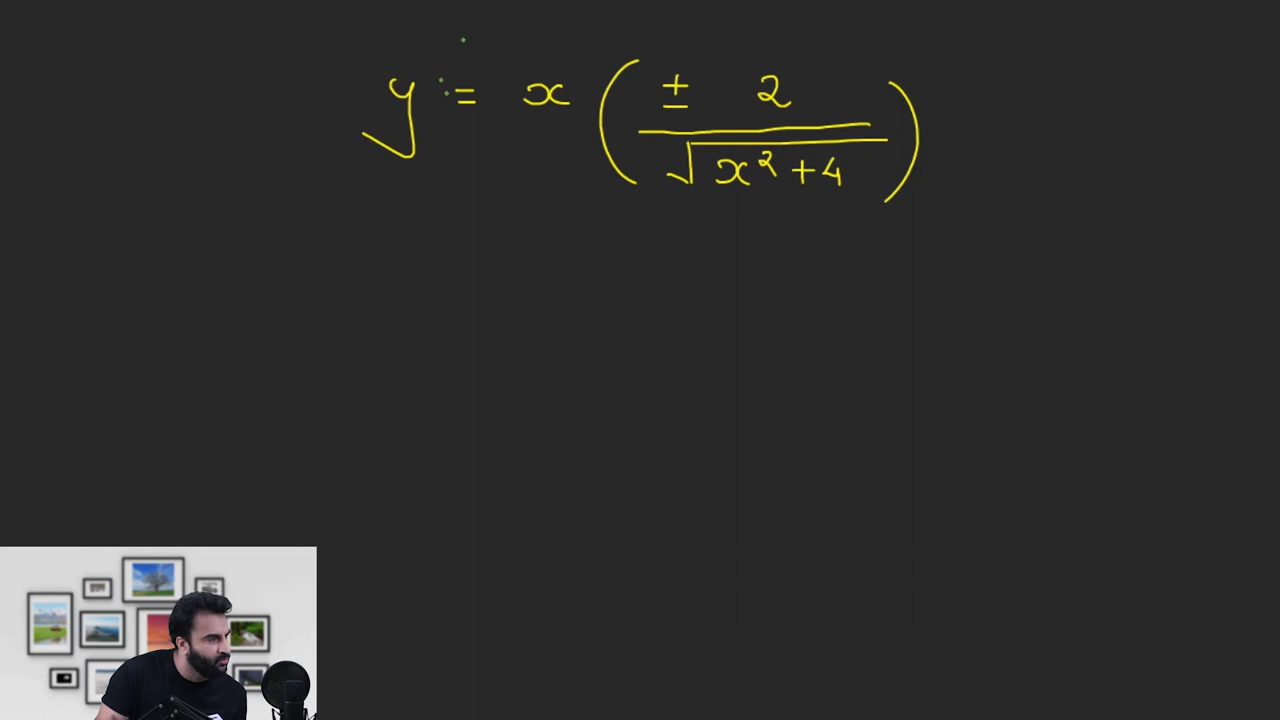 y = x ( ± 2 / √(x² + 4) )